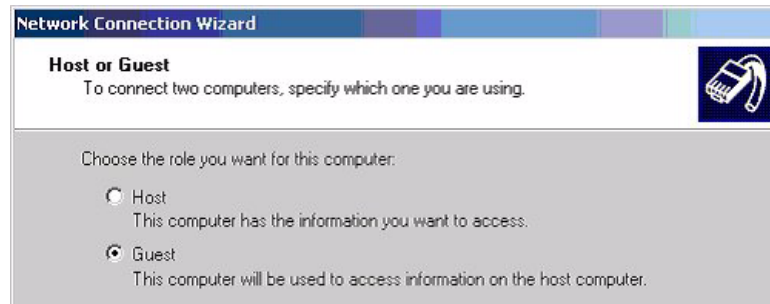 Network Connection Wizard
Host or Guest
To connect two computers, specify which one you are using.
Choose the role you want for this computer:
Host
This computer has the information you want to access.
Guest
This computer will be used to access information on the host computer.